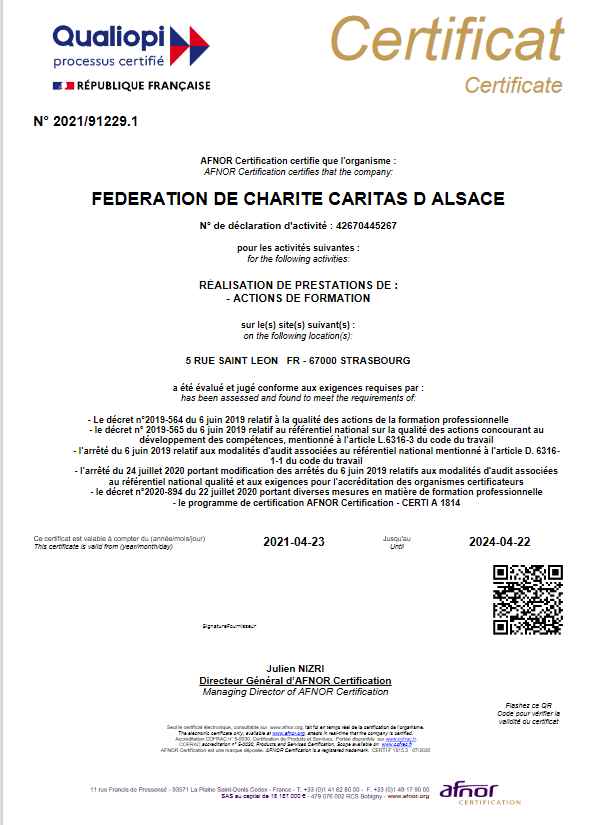 Qualiopi
processus certifié
RÉPUBLIQUE FRANÇAISE
Certificat
Certificate
N° 2021/91229.1
AFNOR Certification certifie que l'organisme :
AFNOR Certification certifies that the company:
FEDERATION DE CHARITE CARITAS D ALSACE
N° de déclaration d'activité : 42670445267
pour les activités suivantes :
for the following activities:
RÉALISATION DE PRESTATIONS DE :
- ACTIONS DE FORMATION
sur le(s) site(s) suivant(s) :
on the following location(s):
5 RUE SAINT LEON FR - 67000 STRASBOURG
a été évalué et jugé conforme aux exigences requises par :
has been assessed and found to meet the requirements of:
- Le décret n°2019-564 du 6 juin 2019 relatif à la qualité des actions de la formation professionnelle
- le décret n° 2019-565 du 6 juin 2019 relatif au référentiel national sur la qualité des actions concourant au
développement des compétences, mentionné à l'article L.6316-3 du code du travail
- l'arrêté du 6 juin 2019 relatif aux modalités d'audit associées au référentiel national mentionné à l'article D. 6316-
1-1 du code du travail
- l'arrêté du 24 juillet 2020 portant modification des arrêtés du 6 juin 2019 relatifs aux modalités d'audit associées
au référentiel national qualité et aux exigences pour l'accréditation des organismes certificateurs
- le décret n°2020-894 du 22 juillet 2020 portant diverses mesures en matière de formation professionnelle
- le programme de certification AFNOR Certification - CERTI A 1814
Ce certificat est valable à compter du (année/mois/jour)
This certificate is valid from (year/month/day)
2021-04-23
Jusqu'au
Until
2024-04-22
SignatureFournisseur
Julien NIZRI
Directeur Général d'AFNOR Certification
Managing Director of AFNOR Certification
Flashez ce QR
Code pour vérifier la
validité du certificat
Seul le certificat électronique, consultable sur www.afnor.org, fait foi en temps réel de la certification de l'organisme.
The electronic certificate only, available at www.afnor.org, attests in real-time that the company is certified.
Accréditation COFRAC n° 5-0030, Certification de Produits et Services, Portée disponible sur www.cofrac.fr
COFRAC accreditation n° 5-0030, Products and Services Certification, Scope available on www.cofrac.fr
AFNOR Certification est une marque déposée. AFNOR Certification is a registered trademark. CERTI F 1815.3 07/2020
11 rue Francis de Pressensé - 93571 La Plaine Saint-Denis Cedex - France - T. +33 (0)1 41 62 80 00 - F. +33 (0)1 49 17 90 00
SAS au capital de 18 187 000 € - 479 076 002 RCS Bobigny - www.afnor.org
afnor
CERTIFICATION